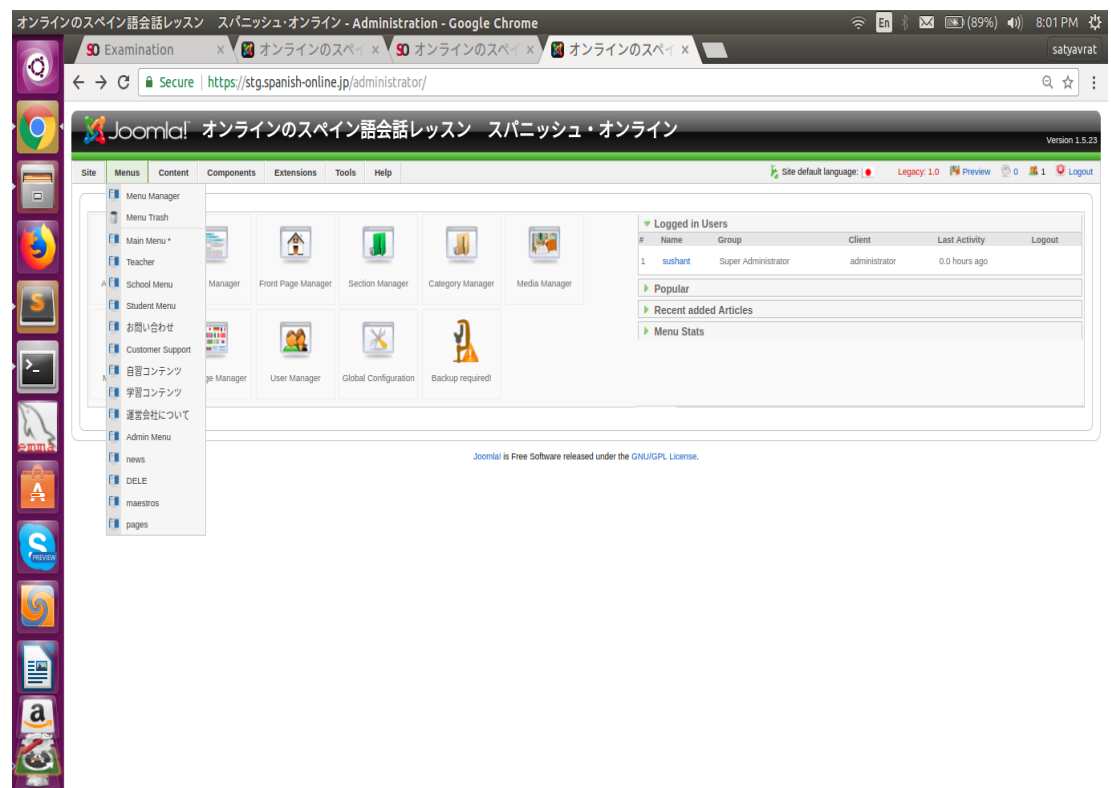 オンラインのスペイン語会話レッスン　スパニッシュ・オンライン - Administration - Google Chrome
En
(89%)
8:01 PM
Examination
オンラインのスペイ
オンラインのスペイ
オンラインのスペイ
satyavrat
Secure
https://stg.spanish-online.jp/administrator/
Joomla! オンラインのスペイン語会話レッスン　スパニッシュ・オンライン
Version 1.5.23
Site Menus Content Components Extensions Tools Help
Site default language: Legacy: 1.0 Preview 0 1 Logout
Menu Manager
Menu Trash
Main Menu *
Teacher
School Menu
Student Menu
お問い合わせ
Customer Support
自習コンテンツ
学習コンテンツ
運営会社について
Admin Menu
news
DELE
maestros
pages
A
Manager
Front Page Manager
Section Manager
Category Manager
Media Manager
M
ge Manager
User Manager
Global Configuration
Backup required!
Logged in Users
# Name Group Client Last Activity Logout
1 sushant Super Administrator administrator 0.0 hours ago
Popular
Recent added Articles
Menu Stats
Joomla! is Free Software released under the GNU/GPL License.
emma
PREVIEW